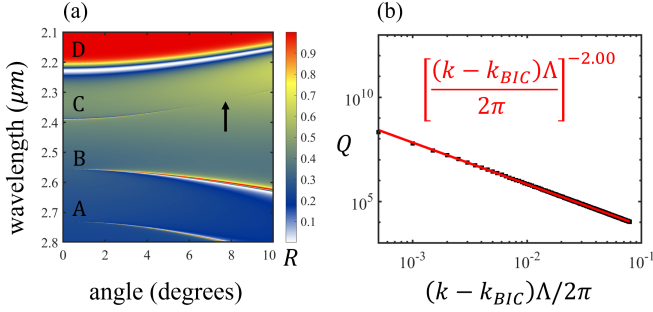 (a)
wavelength (μm)
2.1
2.2
2.3
2.4
2.5
2.6
2.7
2.8
D
C
B
A
0 2 4 6 8 10
angle (degrees)
0.9
0.8
0.7
0.6
0.5
0.4
0.3
0.2
0.1
R
(b)
Q
10^10
10^5
[(k − k_BIC)Λ / 2π]^−2.00
10^-3 10^-2 10^-1
(k − k_BIC)Λ/2π